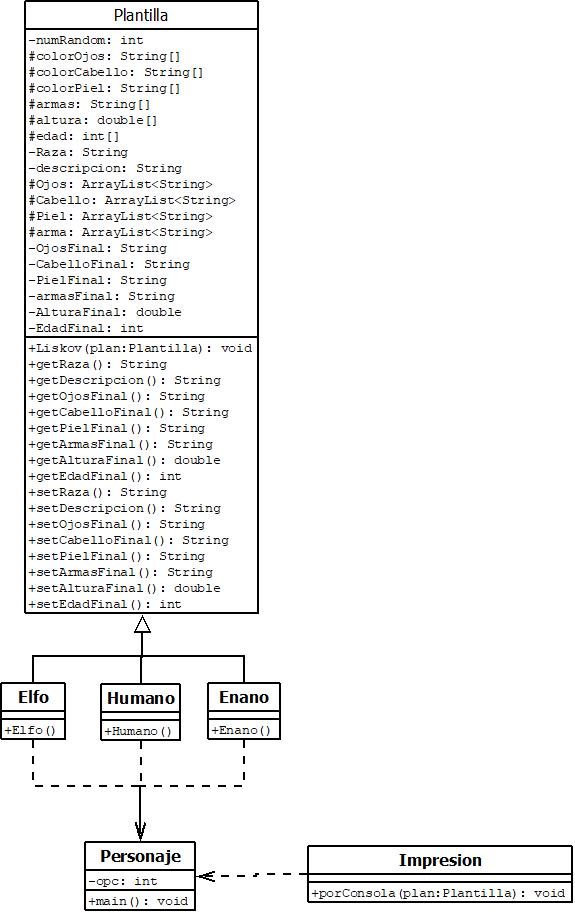 Plantilla
-numRandom: int
#colorOjos: String[]
#colorCabello: String[]
#colorPiel: String[]
#armas: String[]
#altura: double[]
#edad: int[]
-Raza: String
-descripcion: String
#Ojos: ArrayList<String>
#Cabello: ArrayList<String>
#Piel: ArrayList<String>
#arma: ArrayList<String>
-OjosFinal: String
-CabelloFinal: String
-PielFinal: String
-armasFinal: String
-AlturaFinal: double
-EdadFinal: int
+Liskov(plan:Plantilla): void
+getRaza(): String
+getDescripcion(): String
+getOjosFinal(): String
+getCabelloFinal(): String
+getPielFinal(): String
+getArmasFinal(): String
+getAlturaFinal(): double
+getEdadFinal(): int
+setRaza(): String
+setDescripcion(): String
+setOjosFinal(): String
+setCabelloFinal(): String
+setPielFinal(): String
+setArmasFinal(): String
+setAlturaFinal(): double
+setEdadFinal(): int
Elfo
+Elfo()
Humano
+Humano()
Enano
+Enano()
Personaje
-opc: int
+main(): void
Impresion
+porConsola(plan:Plantilla): void